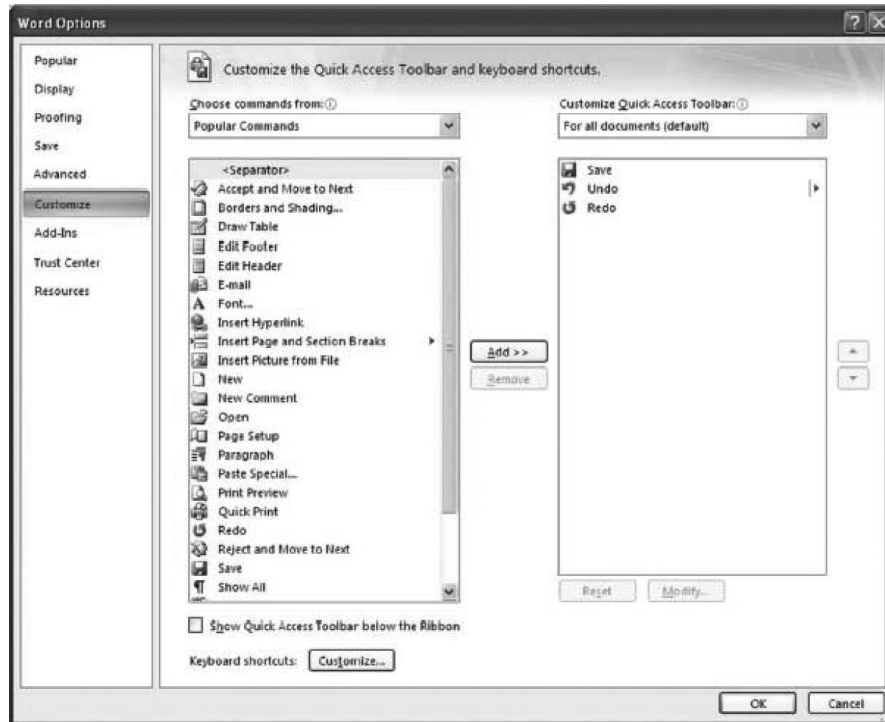 Word Options
Popular
Display
Proofing
Save
Advanced
Customize
Add-Ins
Trust Center
Resources
Customize the Quick Access Toolbar and keyboard shortcuts.
Choose commands from:
Popular Commands
<Separator>
Accept and Move to Next
Borders and Shading...
Draw Table
Edit Footer
Edit Header
E-mail
Font...
Insert Hyperlink
Insert Page and Section Breaks
Insert Picture from File
New
New Comment
Open
Page Setup
Paragraph
Paste Special...
Print Preview
Quick Print
Redo
Reject and Move to Next
Save
Show All
Add >>
Remove
Customize Quick Access Toolbar:
For all documents (default)
Save
Undo
Redo
Reset
Modify...
Show Quick Access Toolbar below the Ribbon
Keyboard shortcuts: Customize...
OK
Cancel